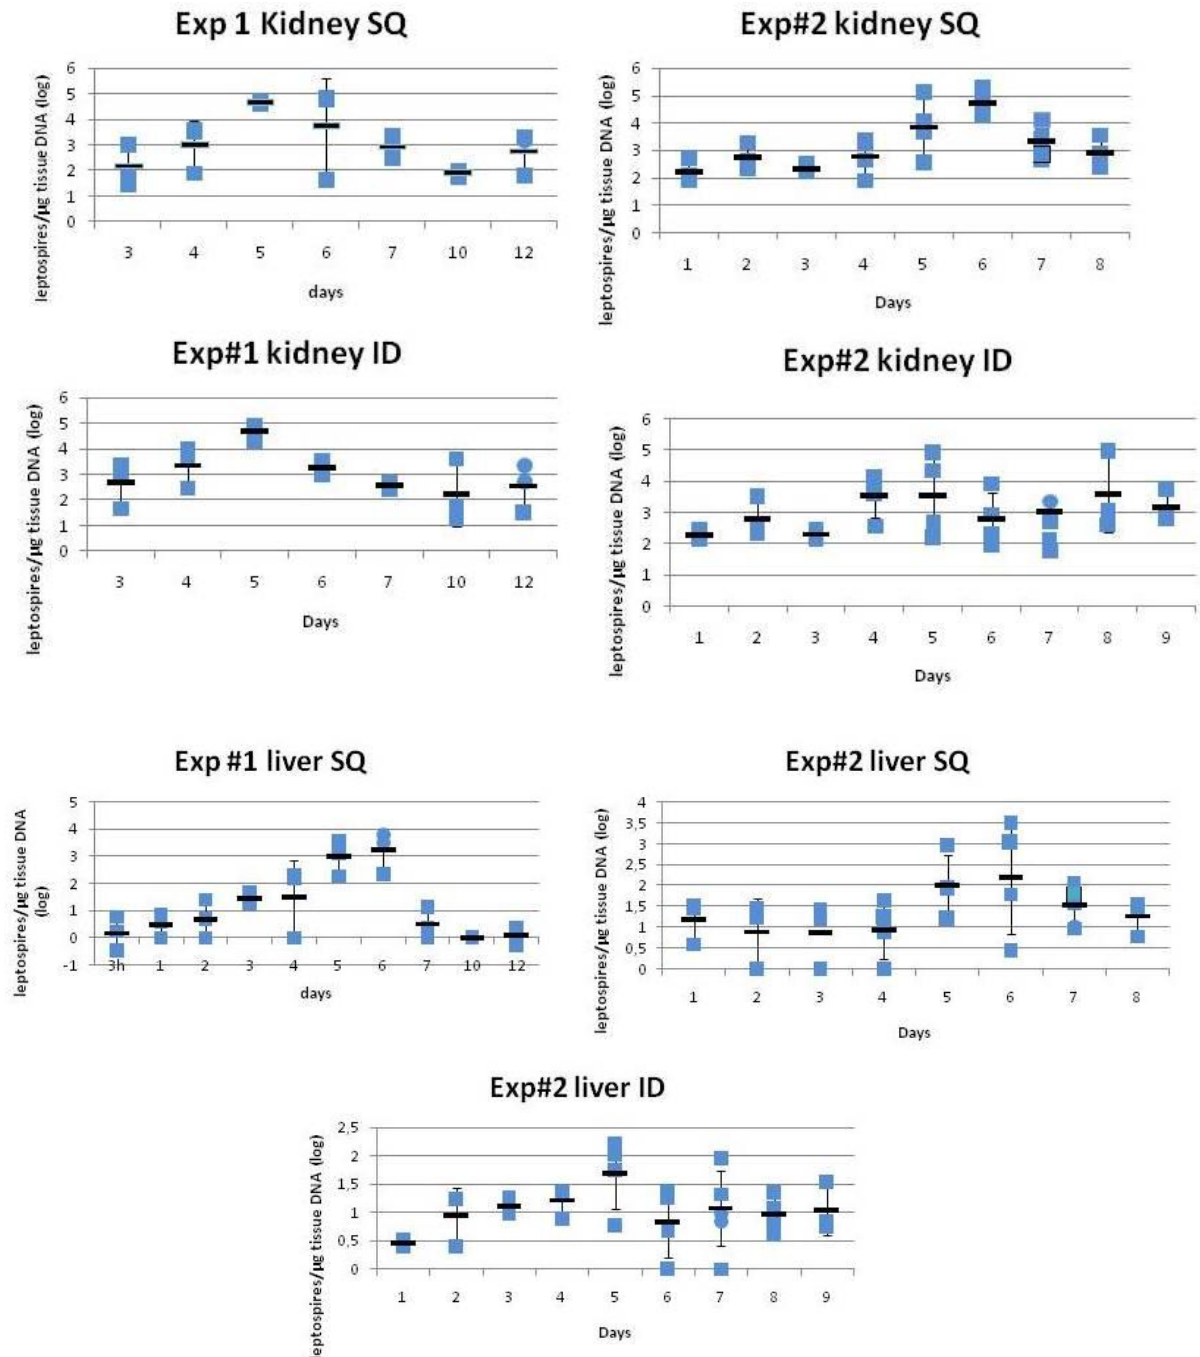 Exp 1 Kidney SQ
leptospires/µg tissue DNA (log)
6
5
4
3
2
1
0
3 4 5 6 7 10 12
days
Exp#2 kidney SQ
leptospires/µg tissue DNA (log)
6
5
4
3
2
1
0
1 2 3 4 5 6 7 8
Days
Exp#1 kidney ID
leptospires/µg tissue DNA (log)
6
5
4
3
2
1
0
3 4 5 6 7 10 12
Days
Exp#2 kidney ID
leptospires/µg tissue DNA (log)
6
5
4
3
2
1
0
1 2 3 4 5 6 7 8 9
Days
Exp #1 liver SQ
leptospires/µg tissue DNA
(log)
5
4
3
2
1
0
-1
3h 1 2 3 4 5 6 7 10 12
days
Exp#2 liver SQ
leptospires/µg tissue DNA (log)
4
3,5
3
2,5
2
1,5
1
0,5
0
1 2 3 4 5 6 7 8
Days
Exp#2 liver ID
leptospires/µg tissue DNA (log)
2,5
2
1,5
1
0,5
0
1 2 3 4 5 6 7 8 9
Days